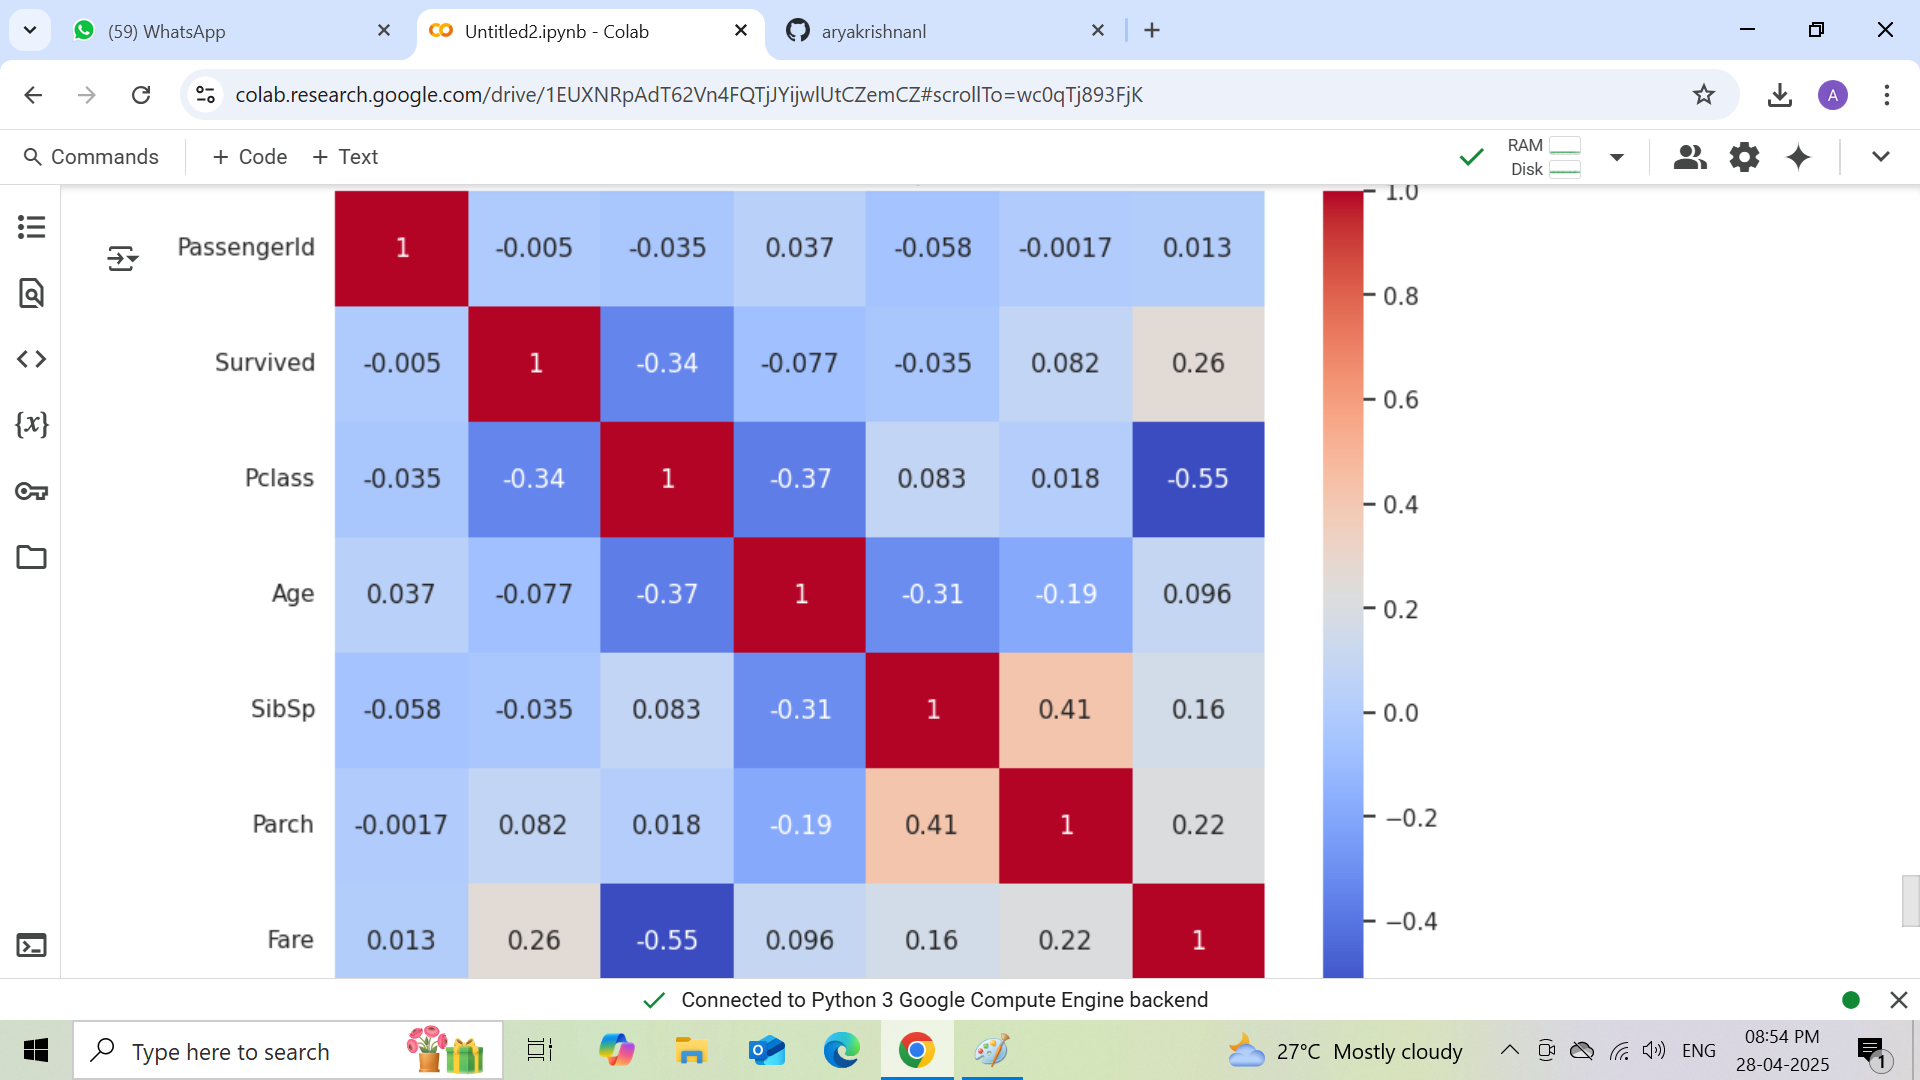 (59) WhatsApp
Untitled2.ipynb - Colab
aryakrishnanl
colab.research.google.com/drive/1EUXNRpAdT62Vn4FQTjJYijwlUtCZemCZ#scrollTo=wc0qTj893FjK
A
Commands
+ Code
+ Text
RAM
Disk
1.0
PassengerId 1 -0.005 -0.035 0.037 -0.058 -0.0017 0.013
0.8
Survived -0.005 1 -0.34 -0.077 -0.035 0.082 0.26
0.6
Pclass -0.035 -0.34 1 -0.37 0.083 0.018 -0.55
0.4
Age 0.037 -0.077 -0.37 1 -0.31 -0.19 0.096
0.2
SibSp -0.058 -0.035 0.083 -0.31 1 0.41 0.16
0.0
Parch -0.0017 0.082 0.018 -0.19 0.41 1 0.22
−0.2
Fare 0.013 0.26 -0.55 0.096 0.16 0.22 1
−0.4
{x}
Connected to Python 3 Google Compute Engine backend
Type here to search
27°C Mostly cloudy
ENG
08:54 PM
28-04-2025
1